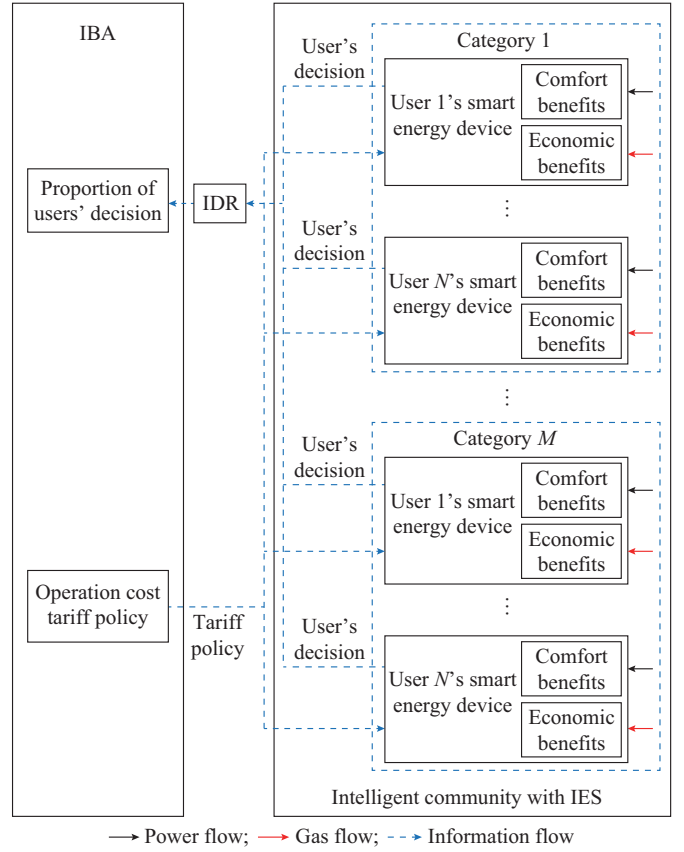 IBA
Proportion of
users' decision
IDR
Operation cost
tariff policy
Tariff
policy
User's
decision
Category 1
User 1's smart
energy device
Comfort
benefits
Economic
benefits
⋮
User's
decision
User N's smart
energy device
Comfort
benefits
Economic
benefits
⋮
User's
decision
Category M
User 1's smart
energy device
Comfort
benefits
Economic
benefits
⋮
User's
decision
User N's smart
energy device
Comfort
benefits
Economic
benefits
Intelligent community with IES
Power flow; Gas flow; Information flow